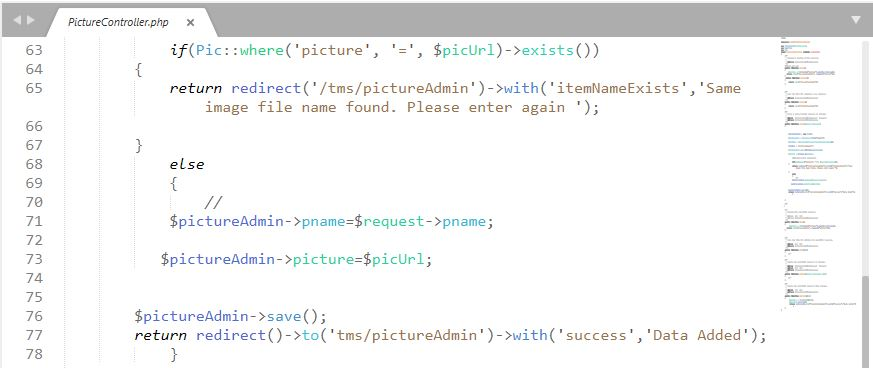 PictureController.php ×
63 if(Pic::where('picture', '=', $picUrl)->exists())
64 {
65 return redirect('/tms/pictureAdmin')->with('itemNameExists','Same
image file name found. Please enter again ');
66
67 }
68 else
69 {
70 //
71 $pictureAdmin->pname=$request->pname;
72
73 $pictureAdmin->picture=$picUrl;
74
75
76 $pictureAdmin->save();
77 return redirect()->to('tms/pictureAdmin')->with('success','Data Added');
78 }